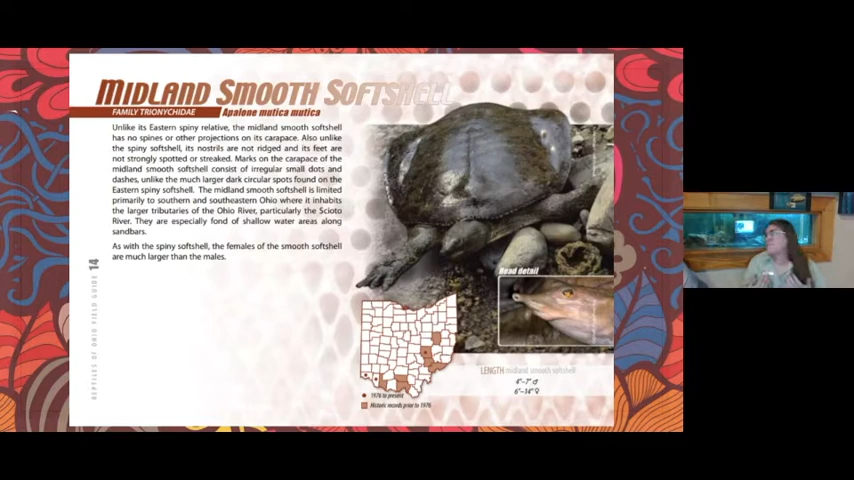 MIDLAND SMOOTH SOFTSHELL
FAMILY TRIONYCHIDAE Apalone mutica mutica
Unlike its Eastern spiny relative, the midland smooth softshell
has no spines or other projections on its carapace. Also unlike
the spiny softshell, its nostrils are not ridged and its feet are
not strongly spotted or streaked. Marks on the carapace of the
midland smooth softshell consist of irregular small dots and
dashes, unlike the much larger dark circular spots found on the
Eastern spiny softshell. The midland smooth softshell is limited
primarily to southern and southeastern Ohio where it inhabits
the larger tributaries of the Ohio River, particularly the Scioto
River. They are especially fond of shallow water areas along
sandbars.
As with the spiny softshell, the females of the smooth softshell
are much larger than the males.
REPTILES OF OHIO FIELD GUIDE 14
Head detail
LENGTH midland smooth softshell
4"-7" ♂
6"-14" ♀
1976 to present
Historic records prior to 1976